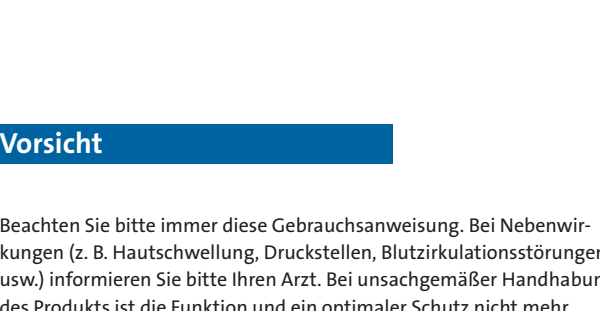 Vorsicht
Beachten Sie bitte immer diese Gebrauchsanweisung. Bei Nebenwir-
kungen (z. B. Hautschwellung, Druckstellen, Blutzirkulationsstörungen
usw.) informieren Sie bitte Ihren Arzt. Bei unsachgemäßer Handhabun
des Produkts ist die Funktion und ein optimaler Schutz nicht mehr